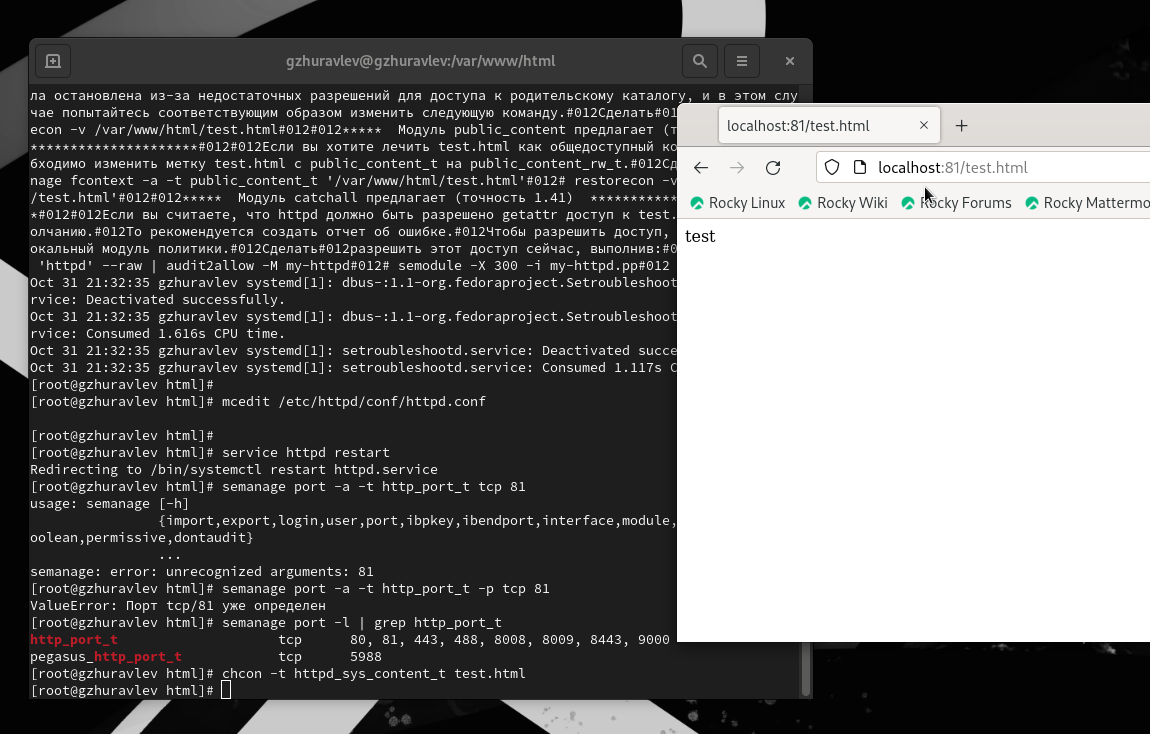 gzhuravlev@gzhuravlev:/var/www/html
ла остановлена из-за недостаточных разрешений для доступа к родительскому каталогу, и в этом слу
чае попытайтесь соответствующим образом изменить следующую команду.#012Сделать#01
econ -v /var/www/html/test.html#012#012*****  Модуль public_content предлагает (т
*********************#012#012Если вы хотите лечить test.html как общедоступный ко
бходимо изменить метку test.html с public_content_t на public_content_rw_t.#012Сд
nage fcontext -a -t public_content_t '/var/www/html/test.html'#012# restorecon -v
/test.html'#012#012*****  Модуль catchall предлагает (точность 1.41)  ***********
*#012#012Если вы считаете, что httpd должно быть разрешено getattr доступ к test.
олчанию.#012То рекомендуется создать отчет об ошибке.#012Чтобы разрешить доступ,
окальный модуль политики.#012Сделать#012разрешить этот доступ сейчас, выполнив:#0
 'httpd' --raw | audit2allow -M my-httpd#012# semodule -X 300 -i my-httpd.pp#012
Oct 31 21:32:35 gzhuravlev systemd[1]: dbus-:1.1-org.fedoraproject.Setroubleshoot
rvice: Deactivated successfully.
Oct 31 21:32:35 gzhuravlev systemd[1]: dbus-:1.1-org.fedoraproject.Setroubleshoot
rvice: Consumed 1.616s CPU time.
Oct 31 21:32:35 gzhuravlev systemd[1]: setroubleshootd.service: Deactivated succe
Oct 31 21:32:35 gzhuravlev systemd[1]: setroubleshootd.service: Consumed 1.117s C
[root@gzhuravlev html]#
[root@gzhuravlev html]# mcedit /etc/httpd/conf/httpd.conf
[root@gzhuravlev html]#
[root@gzhuravlev html]# service httpd restart
Redirecting to /bin/systemctl restart httpd.service
[root@gzhuravlev html]# semanage port -a -t http_port_t tcp 81
usage: semanage [-h]
                {import,export,login,user,port,ibpkey,ibendport,interface,module,
oolean,permissive,dontaudit}
                ...
semanage: error: unrecognized arguments: 81
[root@gzhuravlev html]# semanage port -a -t http_port_t -p tcp 81
ValueError: Порт tcp/81 уже определен
[root@gzhuravlev html]# semanage port -l | grep http_port_t
http_port_t                    tcp      80, 81, 443, 488, 8008, 8009, 8443, 9000
pegasus_http_port_t            tcp      5988
[root@gzhuravlev html]# chcon -t httpd_sys_content_t test.html
[root@gzhuravlev html]#
localhost:81/test.html
localhost:81/test.html
Rocky Linux Rocky Wiki Rocky Forums Rocky Mattermo
test